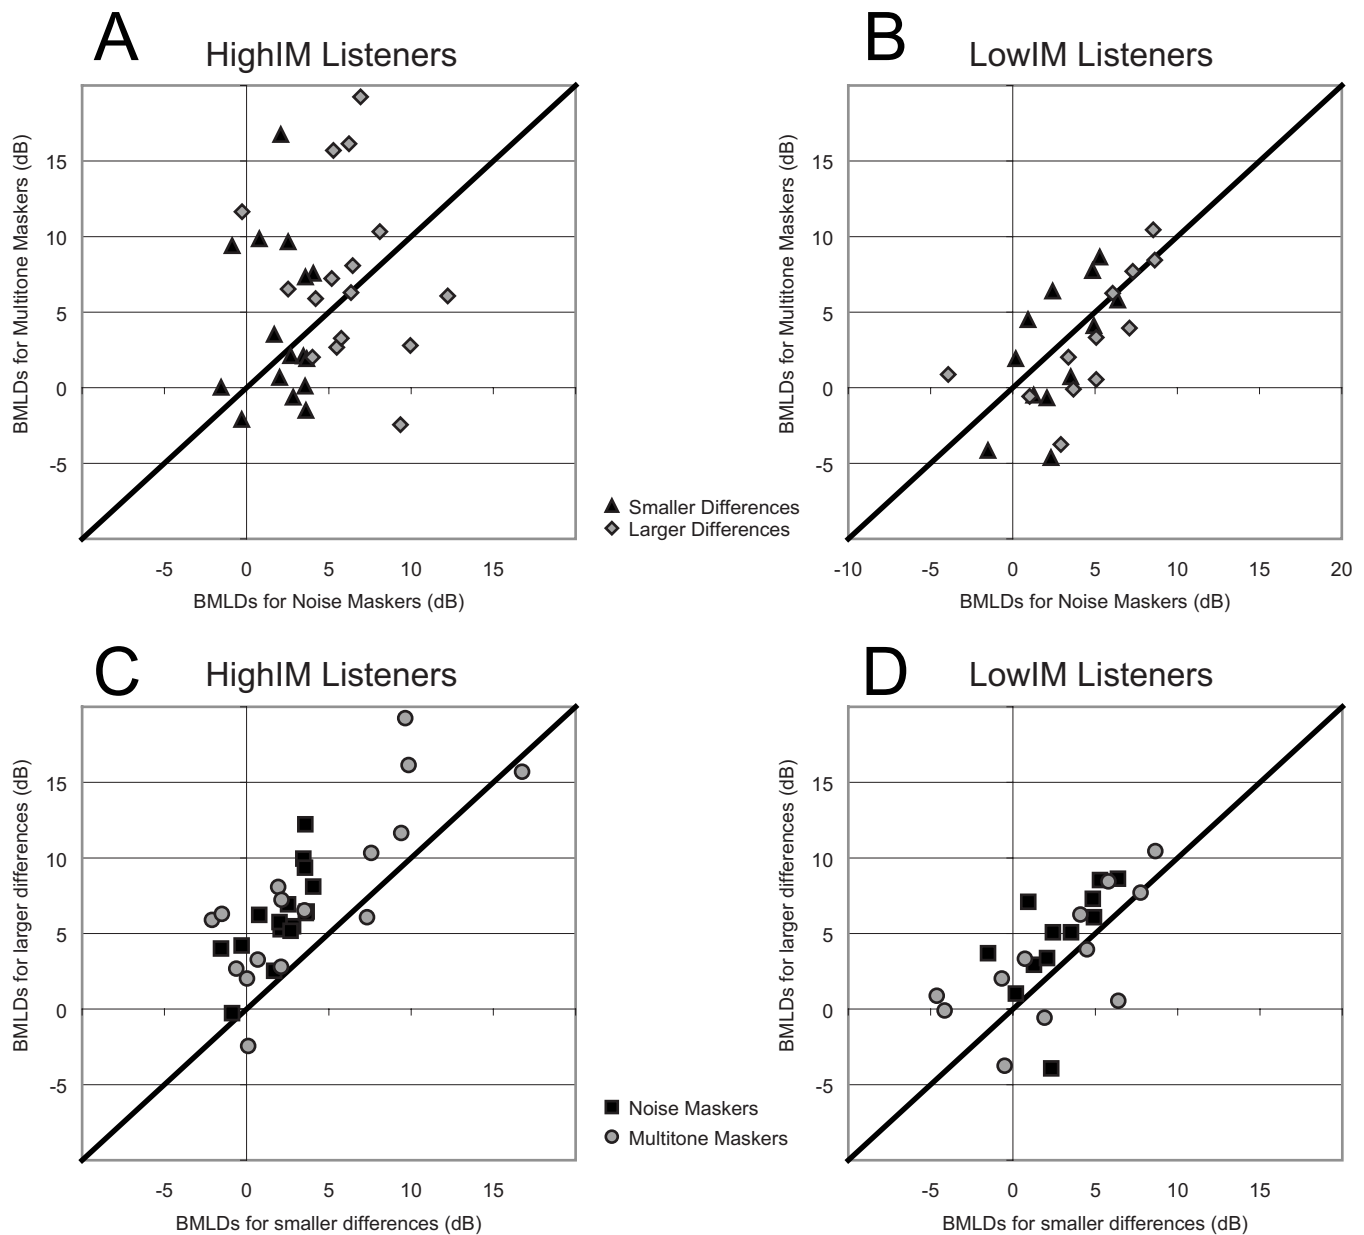 A
HighIM Listeners
BMLDs for Multitone Maskers (dB)
15
10
5
0
-5
-5 0 5 10 15
BMLDs for Noise Maskers (dB)
B
LowIM Listeners
BMLDs for Multitone Maskers (dB)
15
10
5
0
-5
-10 -5 0 5 10 15 20
BMLDs for Noise Maskers (dB)
Smaller Differences
Larger Differences
C
HighIM Listeners
BMLDs for larger differences (dB)
15
10
5
0
-5
-5 0 5 10 15
BMLDs for smaller differences (dB)
D
LowIM Listeners
BMLDs for larger differences (dB)
15
10
5
0
-5
-5 0 5 10 15
BMLDs for smaller differences (dB)
Noise Maskers
Multitone Maskers